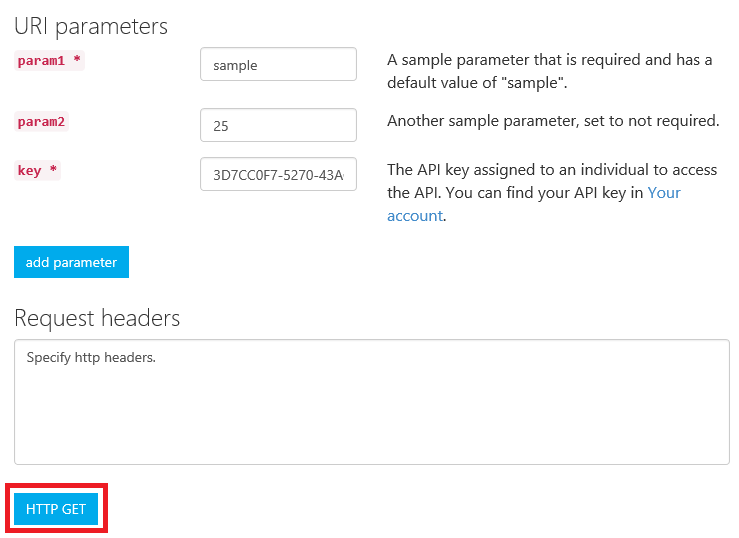 URI parameters
param1 *
sample
A sample parameter that is required and has a
default value of "sample".
param2
25
Another sample parameter, set to not required.
key *
3D7CC0F7-5270-43A
The API key assigned to an individual to access
the API. You can find your API key in Your
account.
add parameter
Request headers
Specify http headers.
HTTP GET